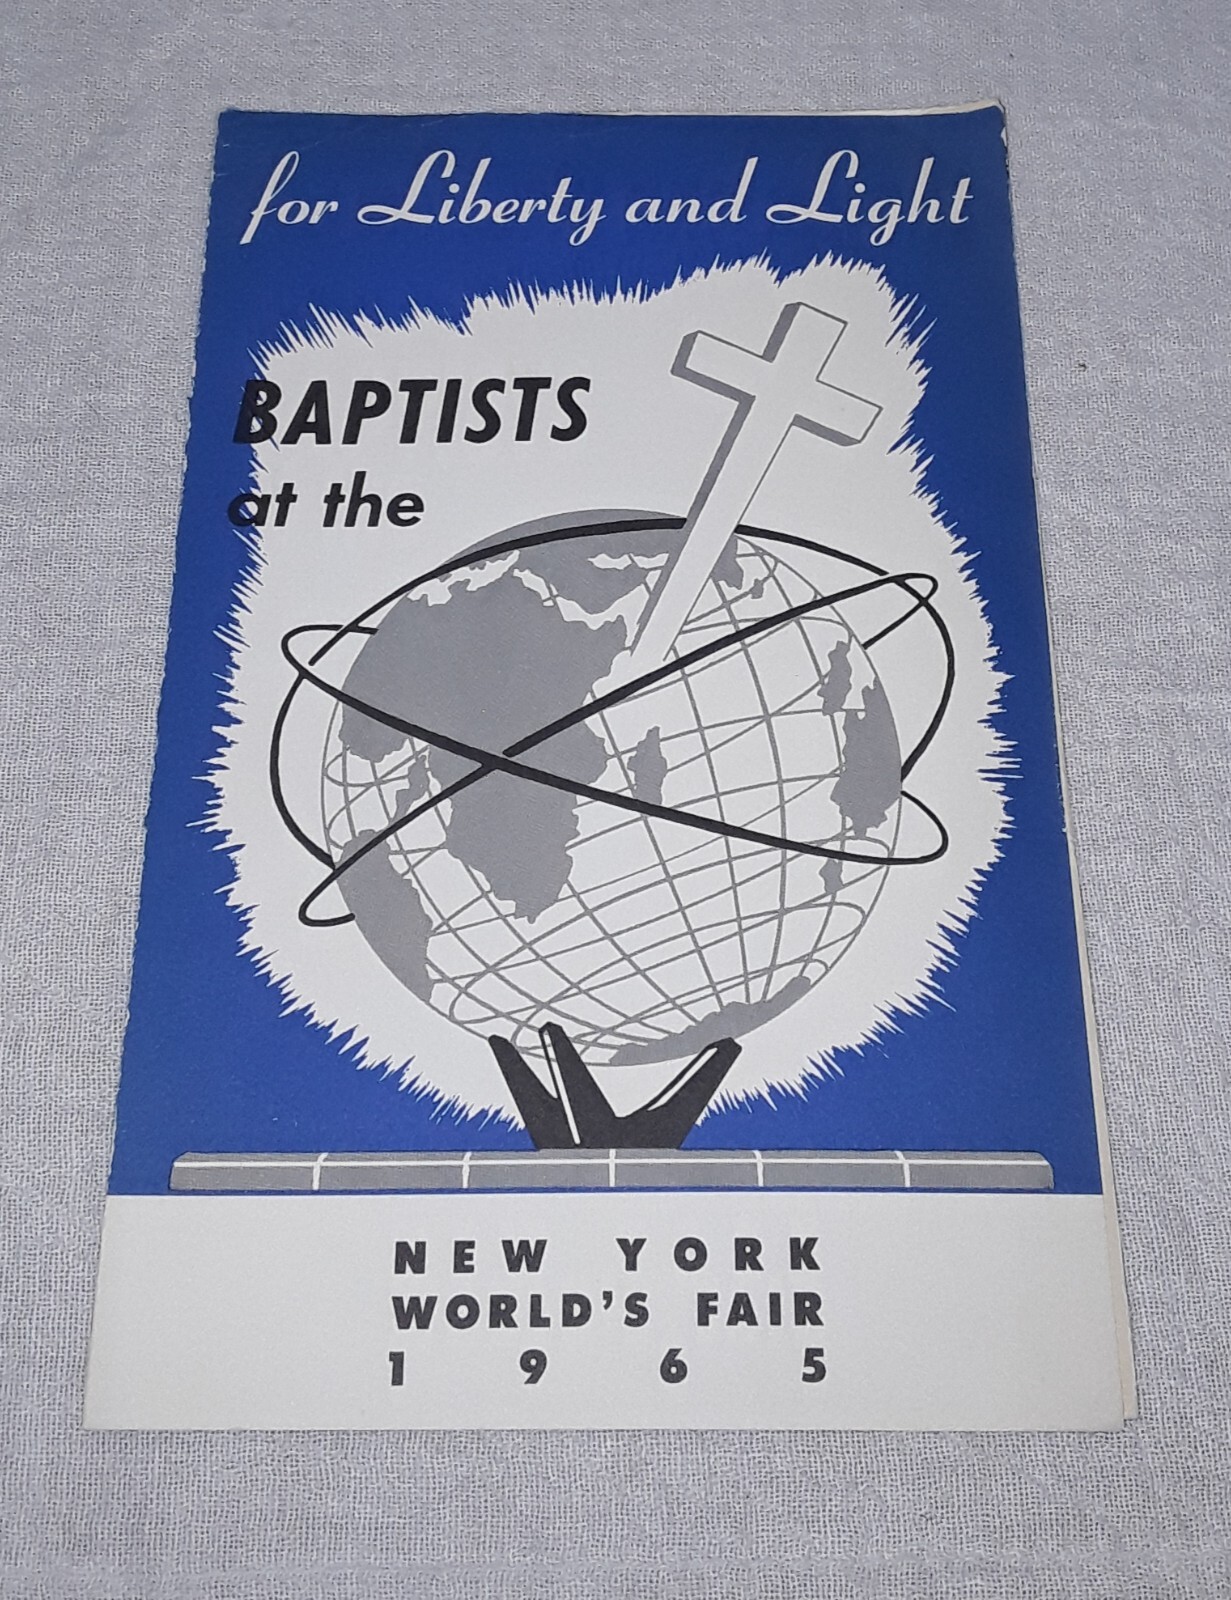 for Liberty and Light
BAPTISTS
at the
NEW YORK
WORLD'S FAIR
1965